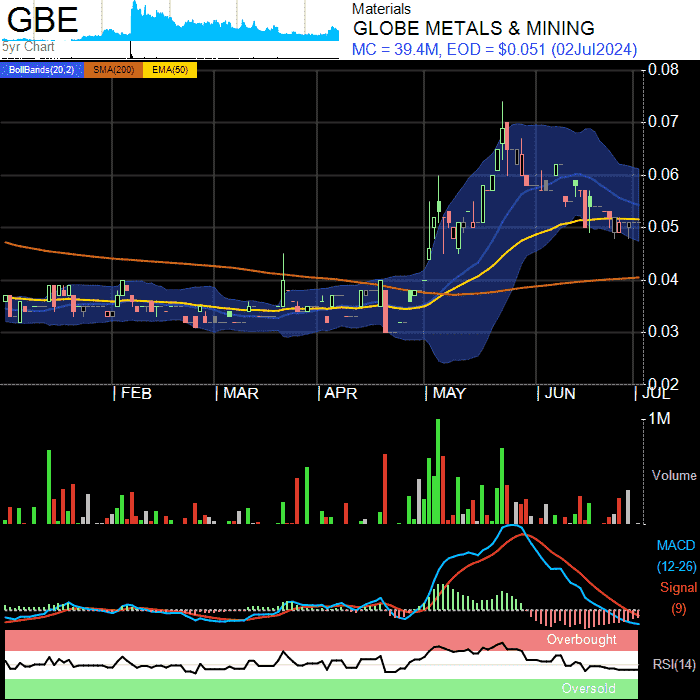 GBE
5yr Chart
Materials
GLOBE METALS & MINING
MC = 39.4M, EOD = $0.051 (02Jul2024)
BollBands(20,2) SMA(200) EMA(50)
0.08
0.07
0.06
0.05
0.04
0.03
0.02
FEB MAR APR MAY JUN JUL
1M
Volume
MACD
(12-26)
Signal
(9)
Overbought
RSI(14)
Oversold